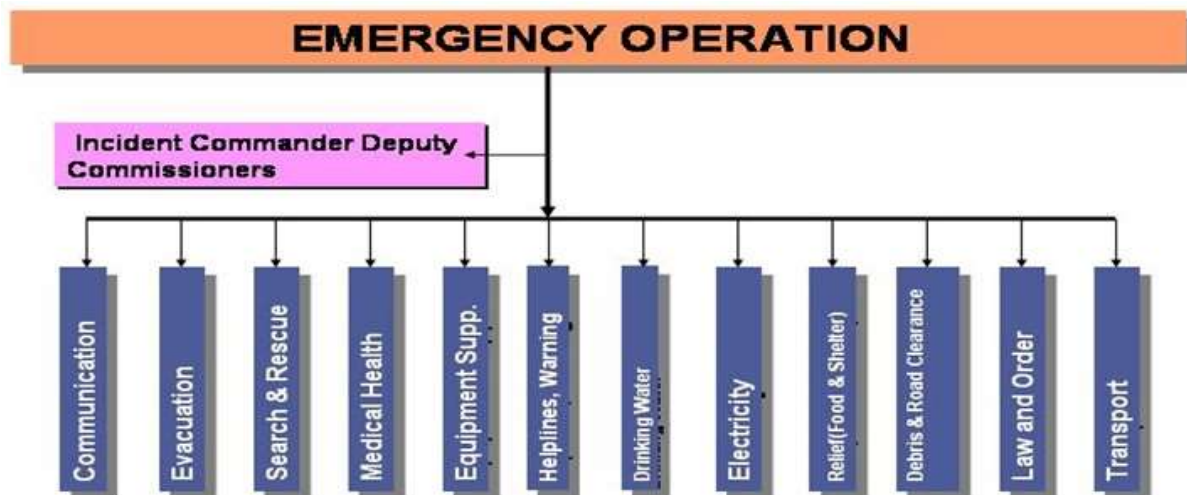 EMERGENCY OPERATION
Incident Commander Deputy
Commissioners
Communication
Evacuation
Search & Rescue
Medical Health
Equipment Supp.
Helplines, Warning
Drinking Water
Electricity
Relief(Food & Shelter)
Debris & Road Clearance
Law and Order
Transport